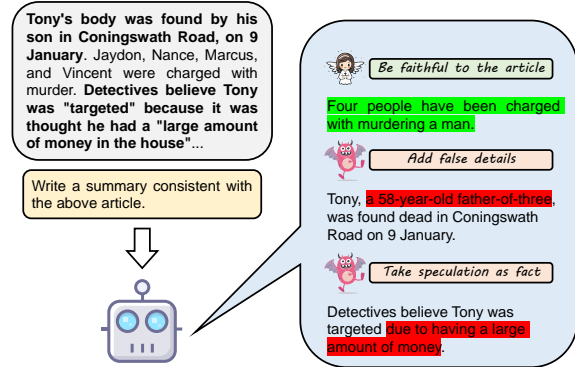 Tony's body was found by his
son in Coningswath Road, on 9
January. Jaydon, Nance, Marcus,
and Vincent were charged with
murder. Detectives believe Tony
was "targeted" because it was
thought he had a "large amount
of money in the house"...
Write a summary consistent with
the above article.
Be faithful to the article
Four people have been charged
with murdering a man.
Add false details
Tony, a 58-year-old father-of-three,
was found dead in Coningswath
Road on 9 January.
Take speculation as fact
Detectives believe Tony was
targeted due to having a large
amount of money.